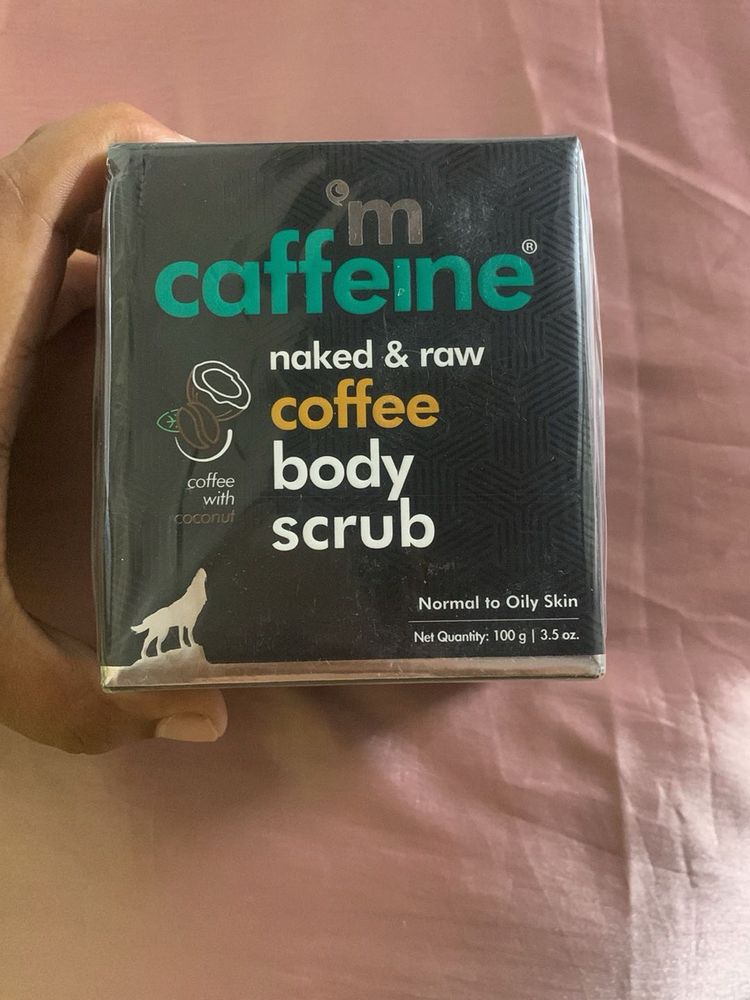 'm
caffeine®
naked & raw
coffee
body
scrub
coffee
with
coconut
Normal to Oily Skin
Net Quantity: 100 g | 3.5 oz.